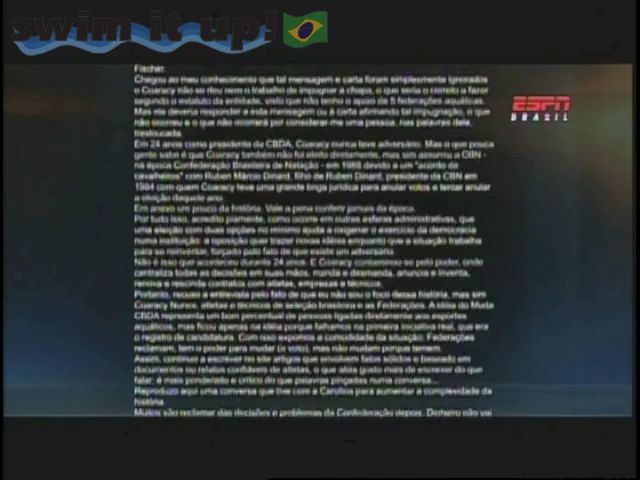 swim it up!
Fischer.
Chegou ao meu conhecimento que tal mensagem e carta foram simplesmente ignorados
e Coaracy não se deu nem o trabalho de impugnar a chapa, o que seria o correto a fazer
segundo o estatuto da entidade, visto que não tenho o apoio de 5 federações aquáticas.
Mas ele deveria responder a esta mensagem ou à carta afirmando tal impugnação, o que
não ocorreu e o que não ocorrerá por considerar-me uma pessoa, nas palavras dele,
tresloucada.
ESPN
BRASIL
Em 24 anos como presidente da CBDA, Coaracy nunca teve adversário. Mas o que pouca
gente sabe é que Coaracy também não foi eleito diretamente, mas sim assumiu a CBN -
na época Confederação Brasileira de Natação - em 1988 devido a um "acordo de
cavalheiros" com Ruben Márcio Dinard, filho de Ruben Dinard, presidente da CBN em
1984 com quem Coaracy teve uma grande briga jurídica para anular votos e tentar anular
a eleição daquele ano.
Em anexo um pouco da história. Vale a pena conferir jornais da época.
Por tudo isso, acredito piamente, como ocorre em outras esferas administrativas, que
uma eleição com duas opções no mínimo ajuda a oxigenar o exercício da democracia
numa instituição: a oposição quer trazer novas idéias enquanto que a situação trabalha
para se reinventar, forçado pelo fato de que existe um adversário.
Não é isso que aconteceu durante 24 anos. E Coaracy contaminou-se pelo poder, onde
centraliza todas as decisões em suas mãos, manda e desmanda, anuncia e inventa,
renova e rescinde contratos com atletas, empresas e técnicos.
Portanto, recuso a entrevista pelo fato de que eu não sou o foco dessa história, mas sim
Coaracy Nunes, atletas e técnicos de seleção brasileira e as Federações. A idéia do Muda
CBDA representa um bom percentual de pessoas ligadas diretamente aos esportes
aquáticos, mas ficou apenas na idéia porque falhamos na primeira iniciativa real, que era
o registro de candidatura. Com isso expomos a comodidade da situação: Federações
reclamam, tem o poder para mudar (o voto), mas não mudam porque temem.
Assim, continuo a escrever no site artigos que envolvem fatos sólidos e baseado em
documentos ou relatos confiáveis de atletas, o que aliás gosto mais de escrever do que
falar: é mais ponderado e crítico do que palavras pinçadas numa conversa...
Reproduzo aqui uma conversa que tive com a Carolina para aumentar a complexidade da
história.
Muitos vão reclamar das decisões e problemas da Confederação depois. Dinheiro não vai